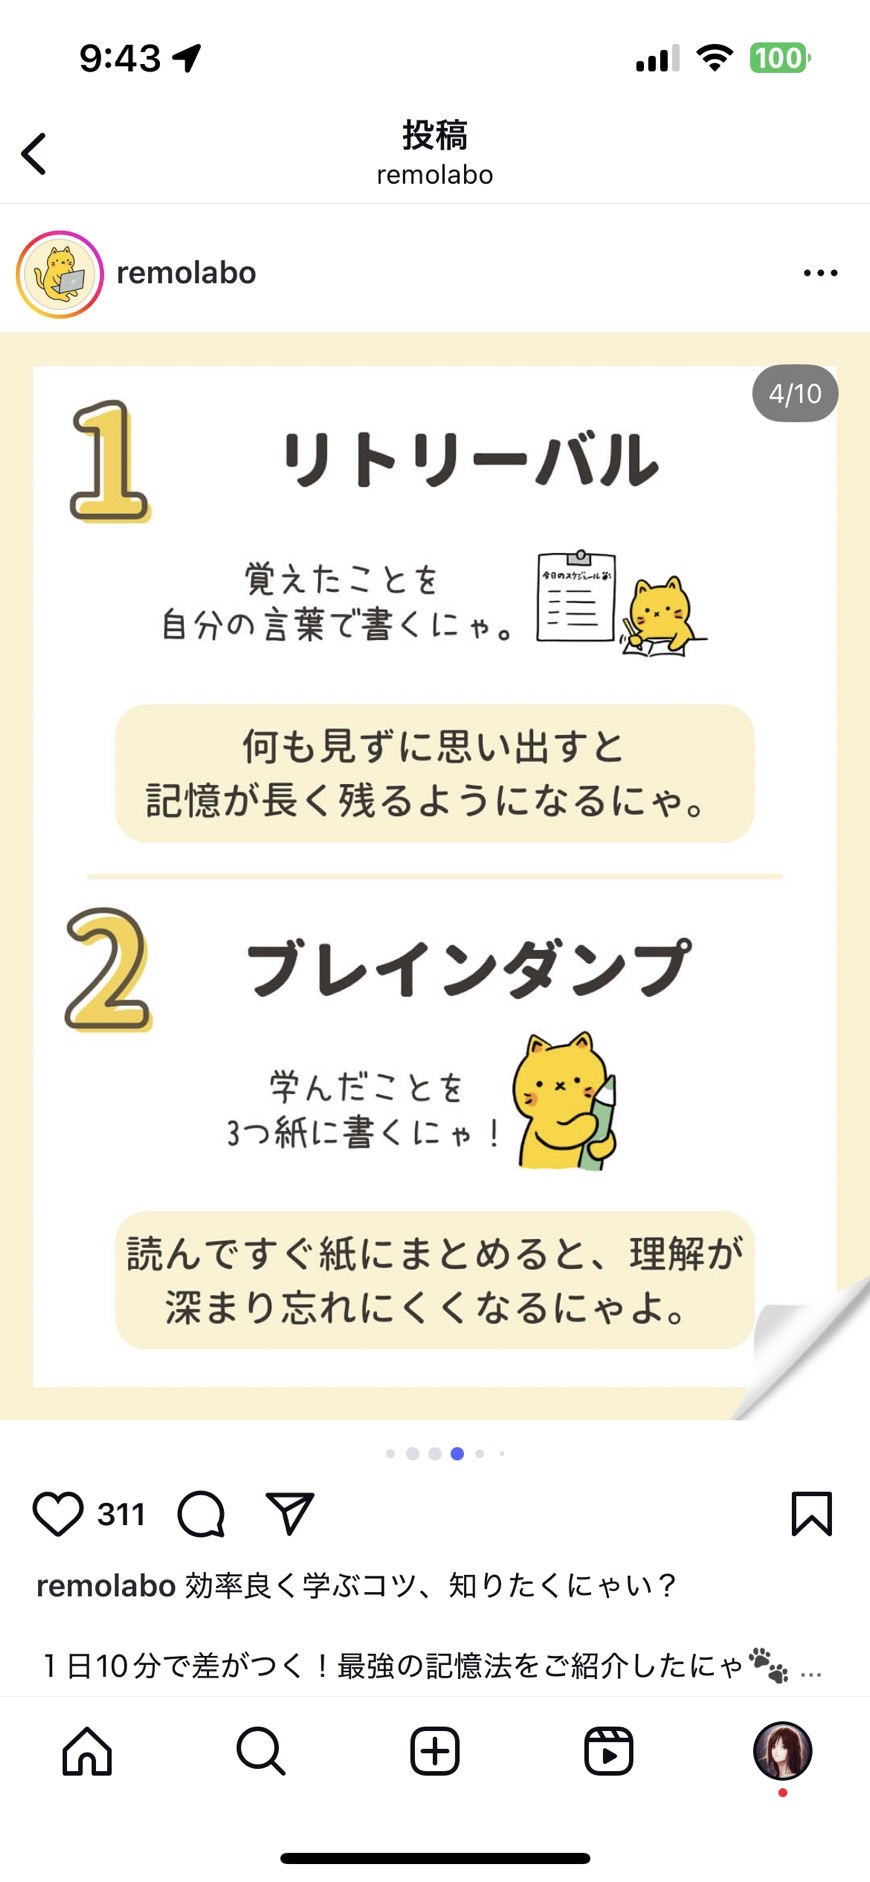 9:43
100
投稿
remolabo
remolabo
4/10
1
リトリーバル
覚えたことを
自分の言葉で書くにゃ。
今日のスケジュール
何も見ずに思い出すと
記憶が長く残るようになるにゃ。
2
ブレインダンプ
学んだことを
3つ紙に書くにゃ！
読んですぐ紙にまとめると、理解が
深まり忘れにくくなるにゃよ。
311
remolabo 効率良く学ぶコツ、知りたくにゃい？
1日10分で差がつく！最強の記憶法をご紹介したにゃ🐾 ...